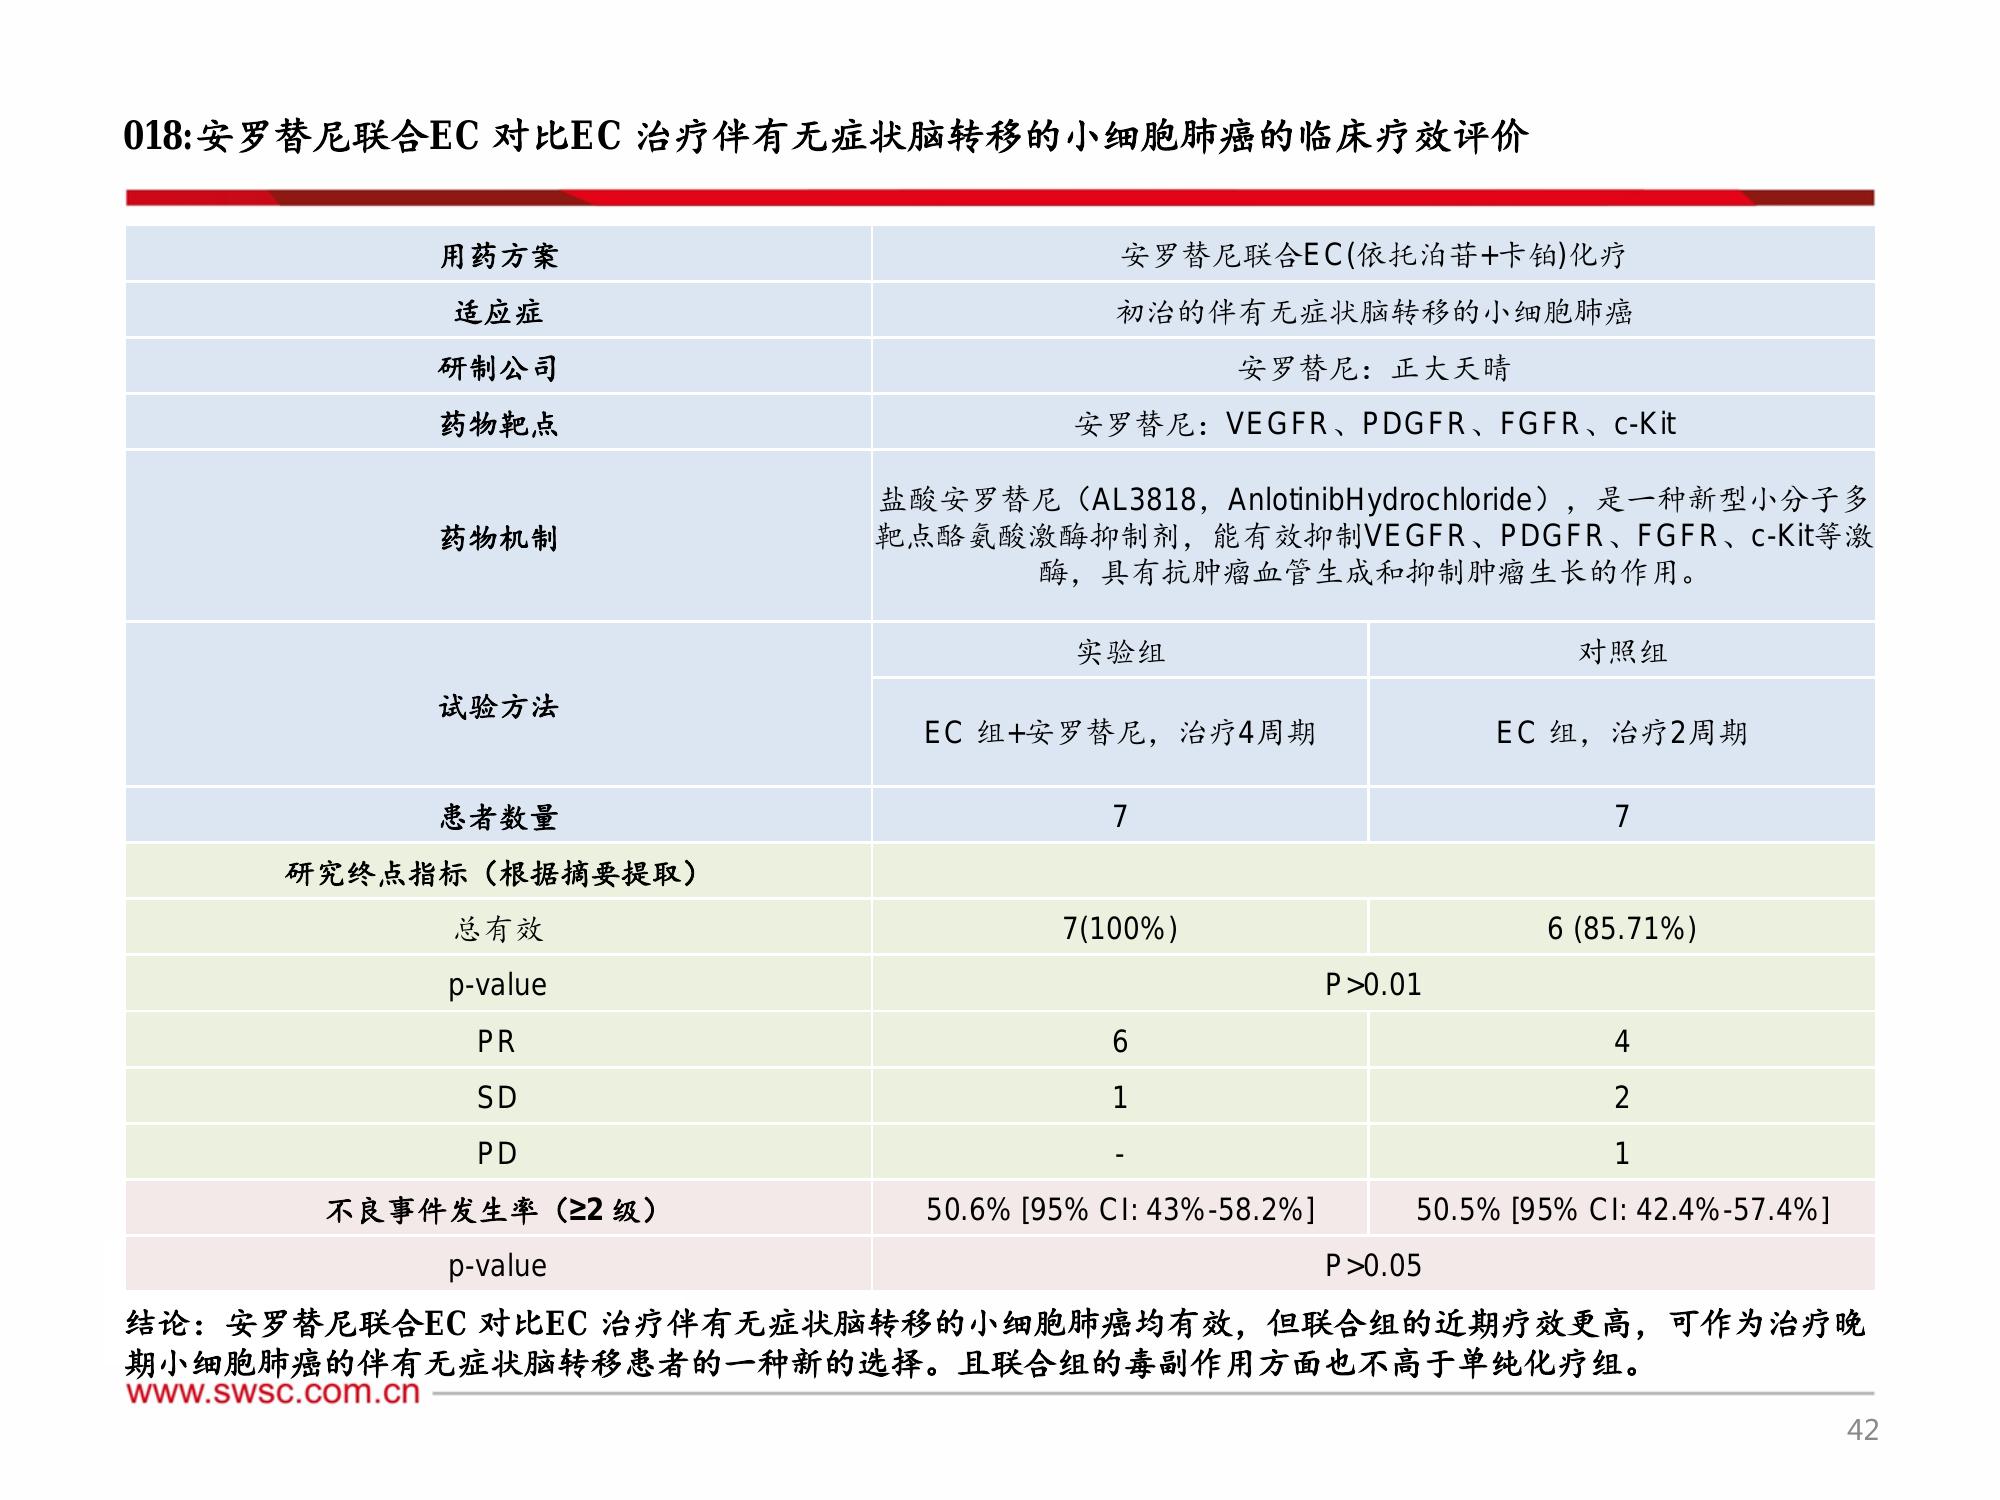 018:安罗替尼联合EC 对比EC 治疗伴有无症状脑转移的小细胞肺癌的临床疗效评价
用药方案
安罗替尼联合EC(依托泊苷+卡铂)化疗
适应症
初治的伴有无症状脑转移的小细胞肺癌
研制公司
安罗替尼：正大天晴
药物靶点
安罗替尼：VEGFR、PDGFR、FGFR、c-Kit
药物机制
盐酸安罗替尼（AL3818，AnlotinibHydrochloride），是一种新型小分子多
靶点酪氨酸激酶抑制剂，能有效抑制VEGFR、PDGFR、FGFR、c-Kit等激
酶，具有抗肿瘤血管生成和抑制肿瘤生长的作用。
试验方法
实验组
对照组
EC 组+安罗替尼，治疗4周期
EC 组，治疗2周期
患者数量
7
7
研究终点指标（根据摘要提取）
总有效
7(100%)
6 (85.71%)
p-value
P>0.01
PR
6
4
SD
1
2
PD
-
1
不良事件发生率（≥2 级）
50.6% [95% CI: 43%-58.2%]
50.5% [95% CI: 42.4%-57.4%]
p-value
P>0.05
结论：安罗替尼联合EC 对比EC 治疗伴有无症状脑转移的小细胞肺癌均有效，但联合组的近期疗效更高，可作为治疗晚
期小细胞肺癌的伴有无症状脑转移患者的一种新的选择。且联合组的毒副作用方面也不高于单纯化疗组。
www.swsc.com.cn
42